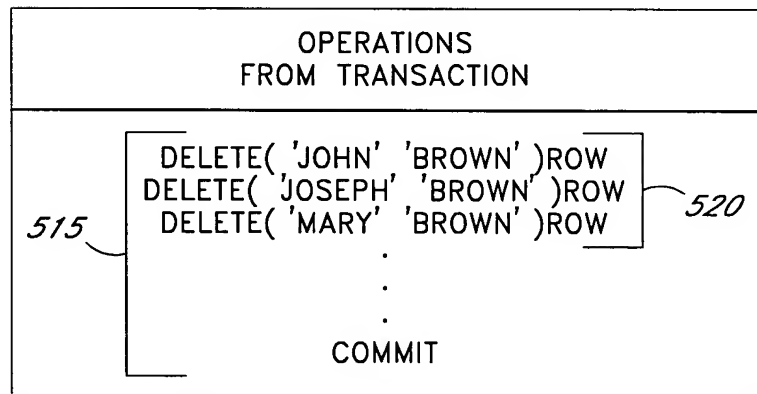 OPERATIONS
FROM TRANSACTION
DELETE( 'JOHN' 'BROWN' )ROW
DELETE( 'JOSEPH' 'BROWN' )ROW
DELETE( 'MARY' 'BROWN' )ROW
515
520
.
.
.
COMMIT